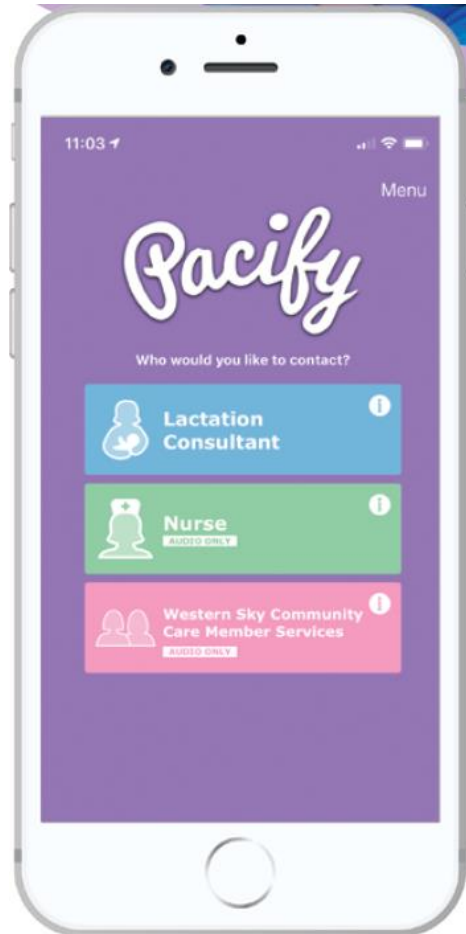 11:03
Menu
Pacify
Who would you like to contact?
Lactation
Consultant
Nurse
AUDIO ONLY
Western Sky Community
Care Member Services
AUDIO ONLY